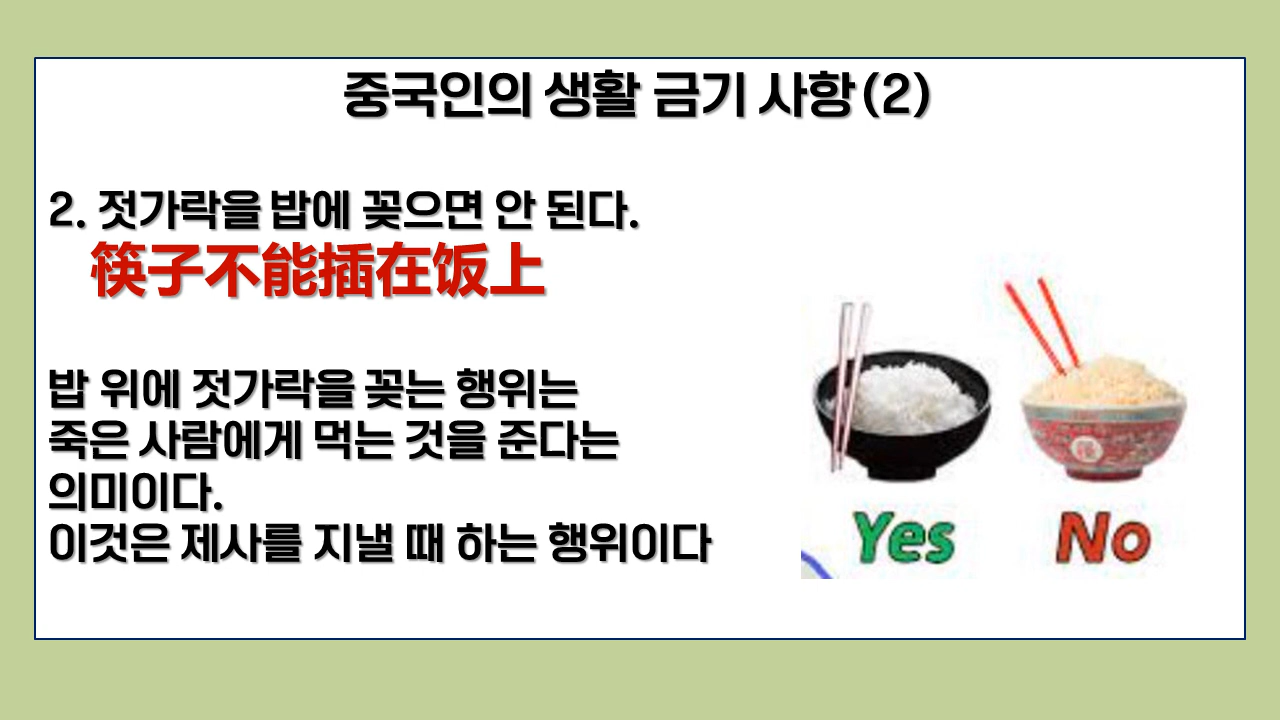 중국인의 생활 금기 사항(2)
2. 젓가락을 밥에 꽂으면 안 된다.
筷子不能插在饭上
밥 위에 젓가락을 꽂는 행위는
죽은 사람에게 먹는 것을 준다는
의미이다.
이것은 제사를 지낼 때 하는 행위이다
Yes
No